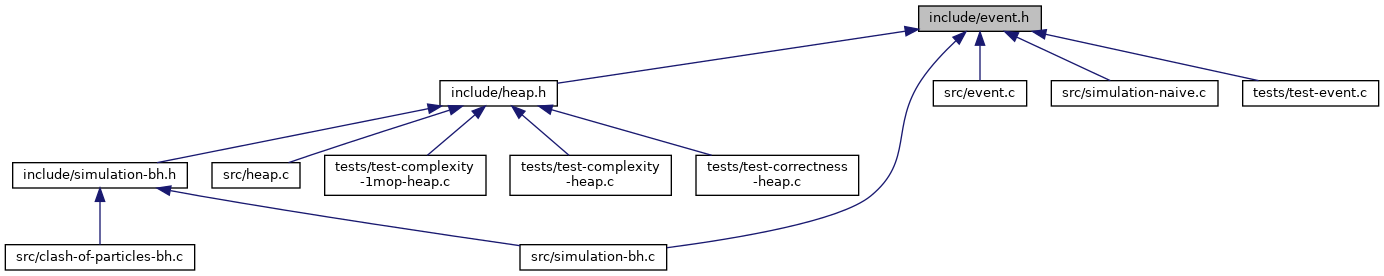 include/event.h
include/heap.h
src/event.c
src/simulation-naive.c
tests/test-event.c
include/simulation-bh.h
src/heap.c
tests/test-complexity
-1mop-heap.c
tests/test-complexity
-heap.c
tests/test-correctness
-heap.c
src/clash-of-particles-bh.c
src/simulation-bh.c